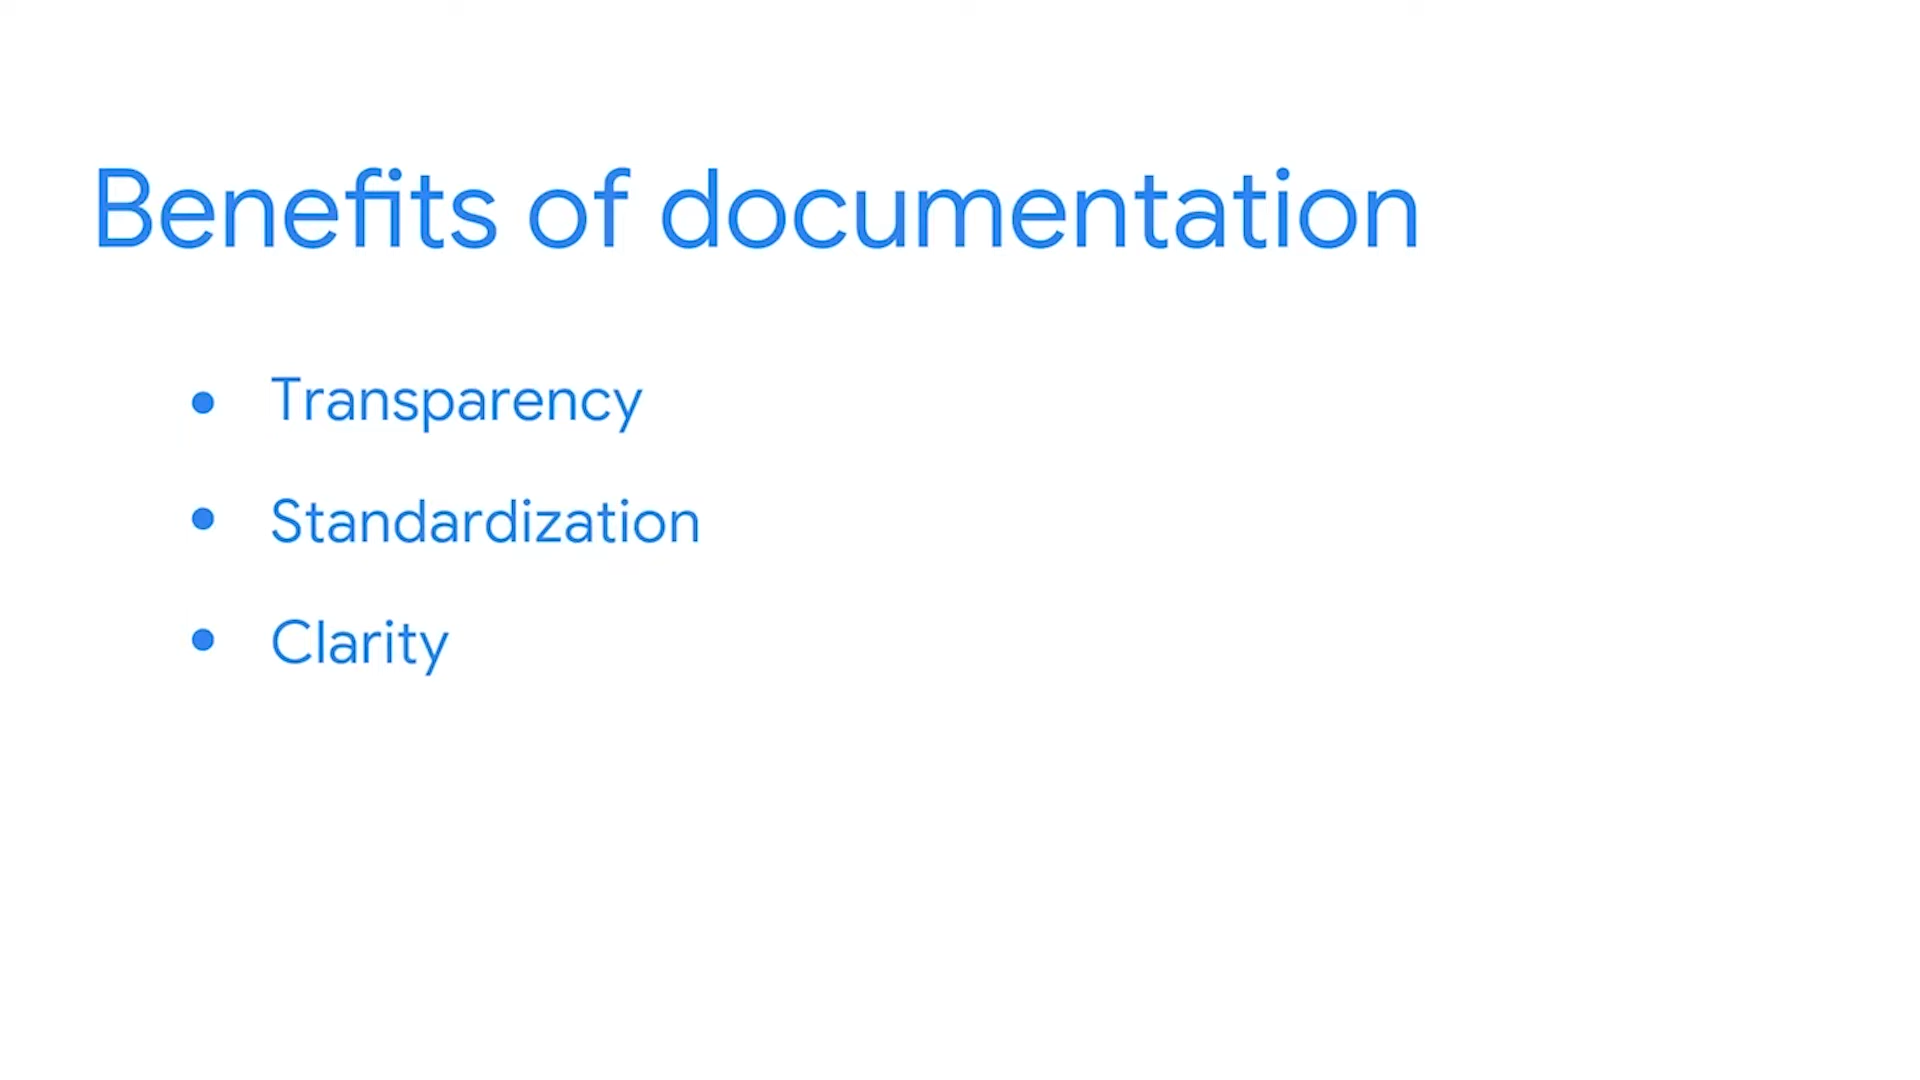 Benefits of documentation
• Transparency
• Standardization
• Clarity